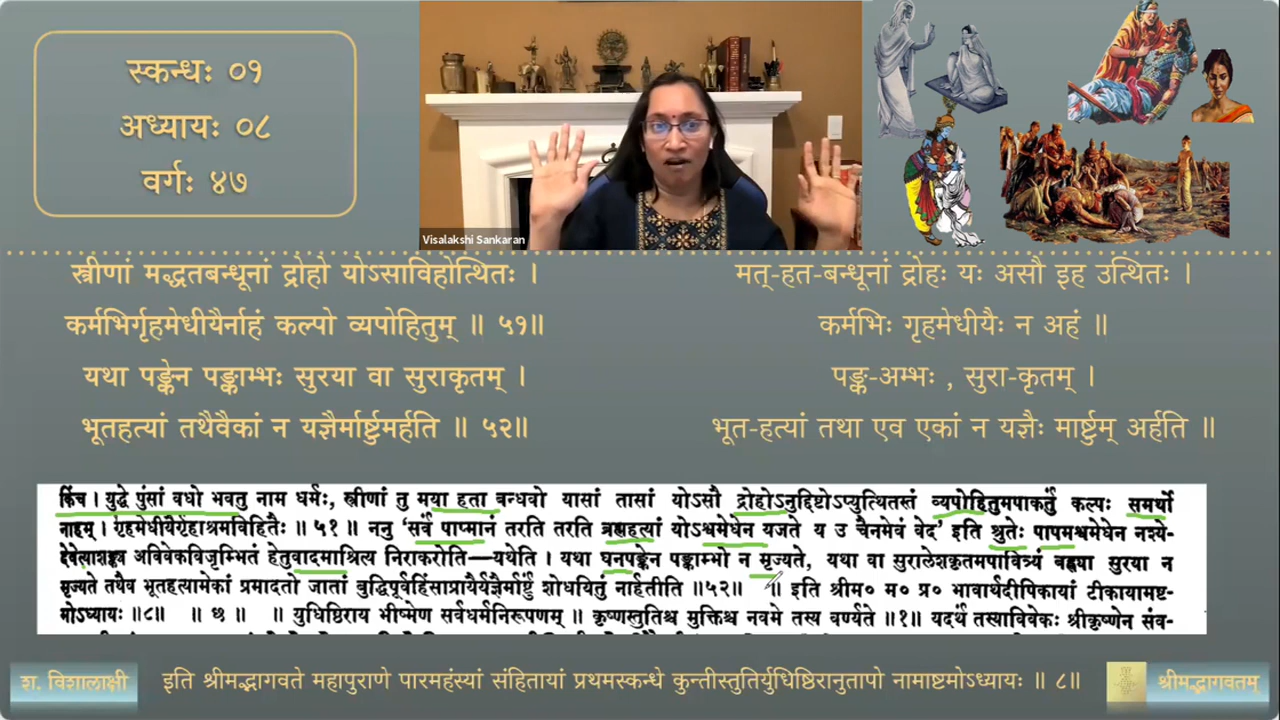 स्कन्धः ०१
अध्यायः ०८
वर्गः ४७
Visalakshi Sankaran
स्त्रीणां मद्धतबन्धूनां द्रोहो योऽसाविहोत्थितः ।
कर्मभिर्गृहमेधीयैर्नाहं कल्पो व्यपोहितुम् ॥ ५१॥
यथा पङ्केन पङ्काम्भः सुरया वा सुराकृतम् ।
भूतहत्यां तथैवैकां न यज्ञैर्मार्ष्टुमर्हति ॥ ५२॥
मत्-हत-बन्धूनां द्रोहः यः असौ इह उत्थितः ।
कर्मभिः गृहमेधीयैः न अहं ॥
पङ्क-अम्भः , सुरा-कृतम् ।
भूत-हत्यां तथा एव एकां न यज्ञैः मार्ष्टुम् अर्हति ॥
किंच । युद्धे पुंसां वधो भवतु नाम धर्मः, स्त्रीणां तु मया हता बन्धवो यासां तासां योऽसौ द्रोहोऽनुद्दिष्टोऽप्युत्थितस्तं व्यपोहितुमपाकर्तुं कल्पः समर्थो
नाहम् । गृहमेधीयैर्गृहाश्रमविहितैः ॥ ५१ ॥ ननु ‘सर्वं पाप्मानं तरति तरति ब्रह्महत्यां योऽश्वमेधेन यजते य उ चैनमेवं वेद’ इति श्रुतेः पापमश्वमेधेन नश्ये-
देवेत्याशङ्क्य अविवेकविजृम्भितं हेतुवादमाश्रित्य निराकरोति—यथेति । यथा घनपङ्केन पङ्काम्भो न मृज्यते, यथा वा सुरालेशकृतमपावित्र्यं बह्व्या सुरया न
मृज्यते तथैव भूतहत्यामेकां प्रमादतो जातां बुद्धिपूर्वहिंसाप्रायैर्यज्ञैर्मार्ष्टुं शोधयितुं नार्हतीति ॥५२॥ ॥ इति श्रीम० म० प्र० भावार्थदीपिकायां टीकायामष्ट-
मोऽध्यायः ॥८॥ ॥ छ ॥ ॥ युधिष्ठिराय भीष्मेण सर्वधर्मनिरूपणम् ॥ कृष्णस्तुतिश्च मुक्तिश्च नवमे तस्य वर्ण्यते ॥१॥ यदर्थं तस्याविवेकः श्रीकृष्णेन संव-
श. विशालाक्षी
इति श्रीमद्भागवते महापुराणे पारमहंस्यां संहितायां प्रथमस्कन्धे कुन्तीस्तुतिर्युधिष्ठिरानुतापो नामाष्टमोऽध्यायः ॥ ८॥
श्रीमद्भागवतम्